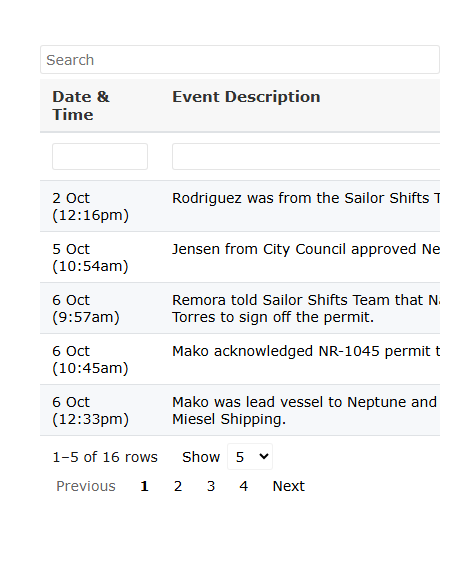 Search
Date & Event Description
Time
2 Oct Rodriguez was from the Sailor Shifts
(12:16pm)
5 Oct Jensen from City Council approved
(10:54am)
6 Oct Remora told Sailor Shifts Team that
(9:57am) Torres to sign off the permit.
6 Oct Mako acknowledged NR-1045 permit
(10:45am)
6 Oct Mako was lead vessel to Neptune and
(12:33pm) Miesel Shipping.
1–5 of 16 rows Show 5
Previous 1 2 3 4 Next